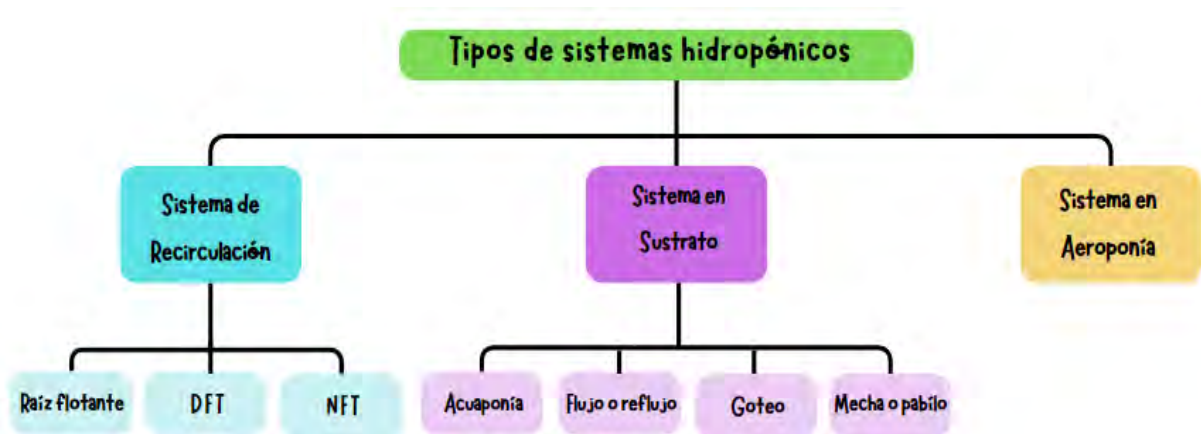 Tipos de sistemas hidropónicos
Sistema de
Recirculación
Sistema en
Sustrato
Sistema en
Aeroponía
Raíz flotante
DFT
NFT
Acuaponía
Flujo o reflujo
Goteo
Mecha o pabilo